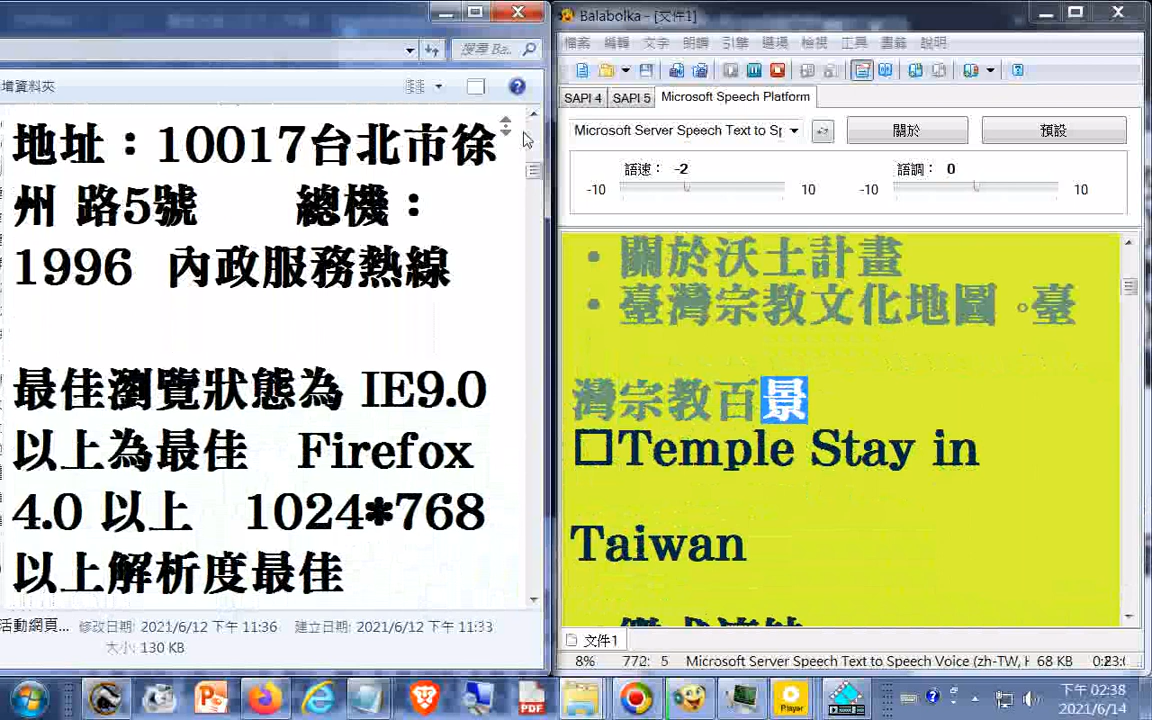 搜尋 Ba...
增資料夾
地址：10017台北市徐
州 路5號 總機：
1996 內政服務熱線
最佳瀏覽狀態為 IE9.0
以上為最佳 Firefox
4.0 以上 1024*768
以上解析度最佳
活動網頁... 修改日期: 2021/6/12 下午 11:36 建立日期: 2021/6/12 下午 11:33
大小: 130 KB
Balabolka - [文件1]
檔案 編輯 文字 朗讀 引擎 選項 檢視 工具 書籤 說明
SAPI 4 SAPI 5 Microsoft Speech Platform
Microsoft Server Speech Text to Sp 關於 預設
語速： -2 語調： 0
-10 10 -10 10
• 關於沃土計畫
• 臺灣宗教文化地圖。臺
灣宗教百景
□Temple Stay in
Taiwan
文件1
8% 772: 5 Microsoft Server Speech Text to Speech Voice (zh-TW, H 68 KB
PDF
Player
下午 02:38
2021/6/14